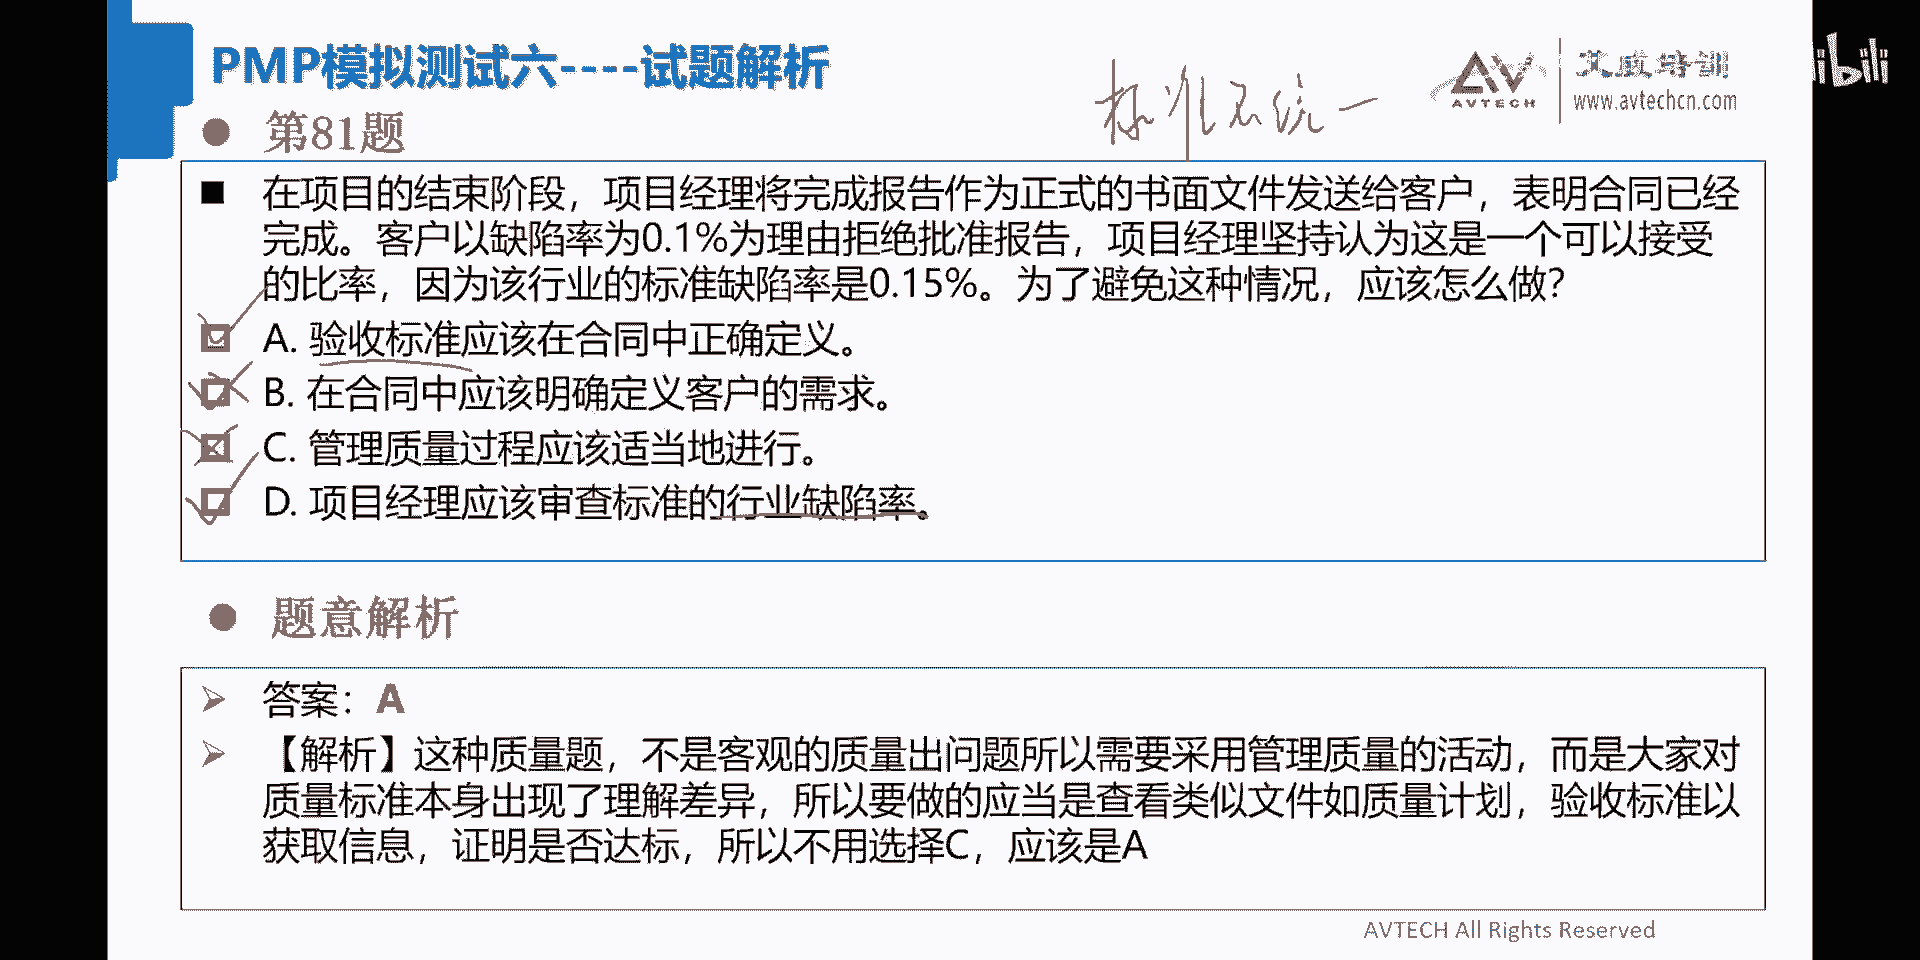 PMP模拟测试六----试题解析
标准不统一
AVTECH
艾威培训
www.avtechcn.com
bilibili
第81题
在项目的结束阶段，项目经理将完成报告作为正式的书面文件发送给客户，表明合同已经
完成。客户以缺陷率为0.1%为理由拒绝批准报告，项目经理坚持认为这是一个可以接受
的比率，因为该行业的标准缺陷率是0.15%。为了避免这种情况，应该怎么做？
A. 验收标准应该在合同中正确定义。
B. 在合同中应该明确定义客户的需求。
C. 管理质量过程应该适当地进行。
D. 项目经理应该审查标准的行业缺陷率。
题意解析
答案：A
【解析】这种质量题，不是客观的质量出问题所以需要采用管理质量的活动，而是大家对
质量标准本身出现了理解差异，所以要做的应当是查看类似文件如质量计划，验收标准以
获取信息，证明是否达标，所以不用选择C，应该是A
AVTECH All Rights Reserved